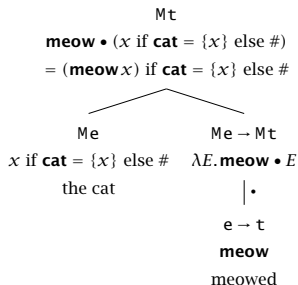 Mt
meow • (x if cat = {x} else #)
= (meow x) if cat = {x} else #
Me Me → Mt
x if cat = {x} else # λE.meow • E
the cat •
e → t
meow
meowed